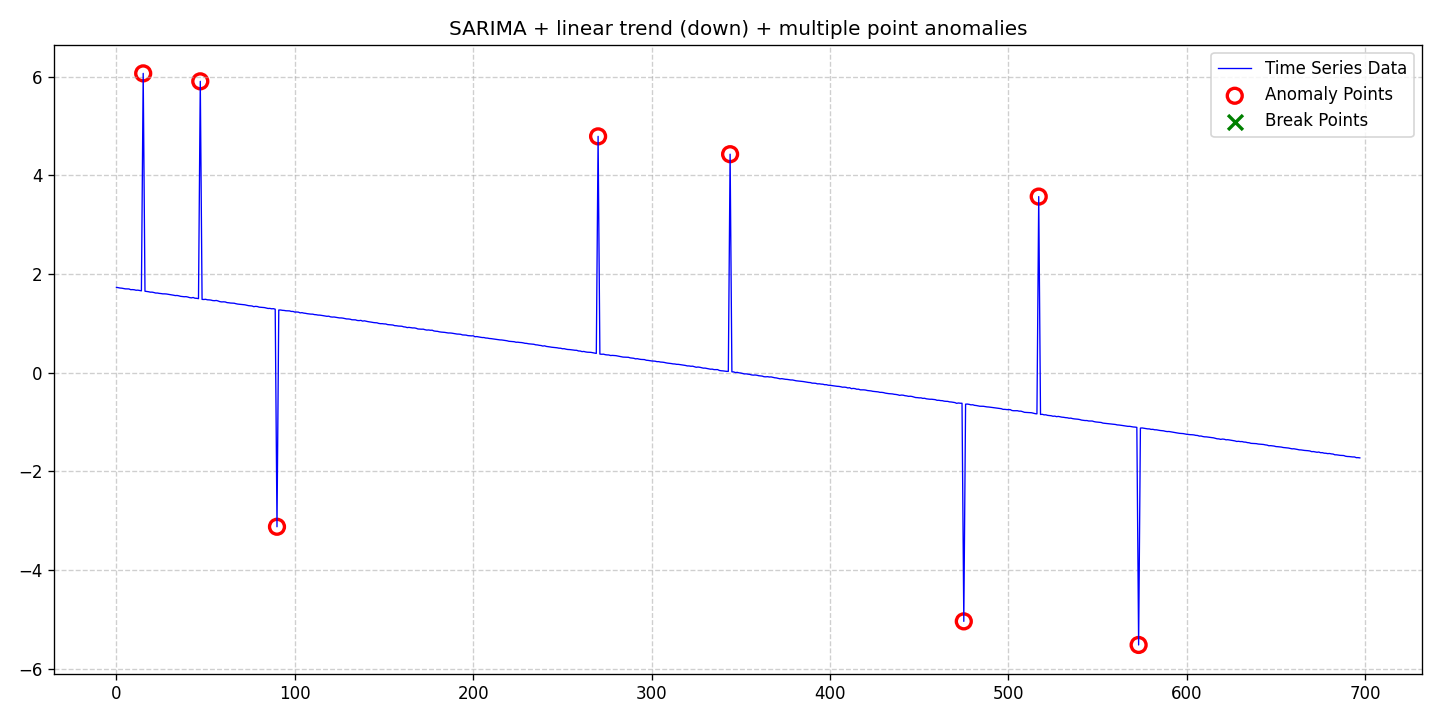 SARIMA + linear trend (down) + multiple point anomalies
Time Series Data
Anomaly Points
Break Points
6
4
2
0
−2
−4
−6
0 100 200 300 400 500 600 700